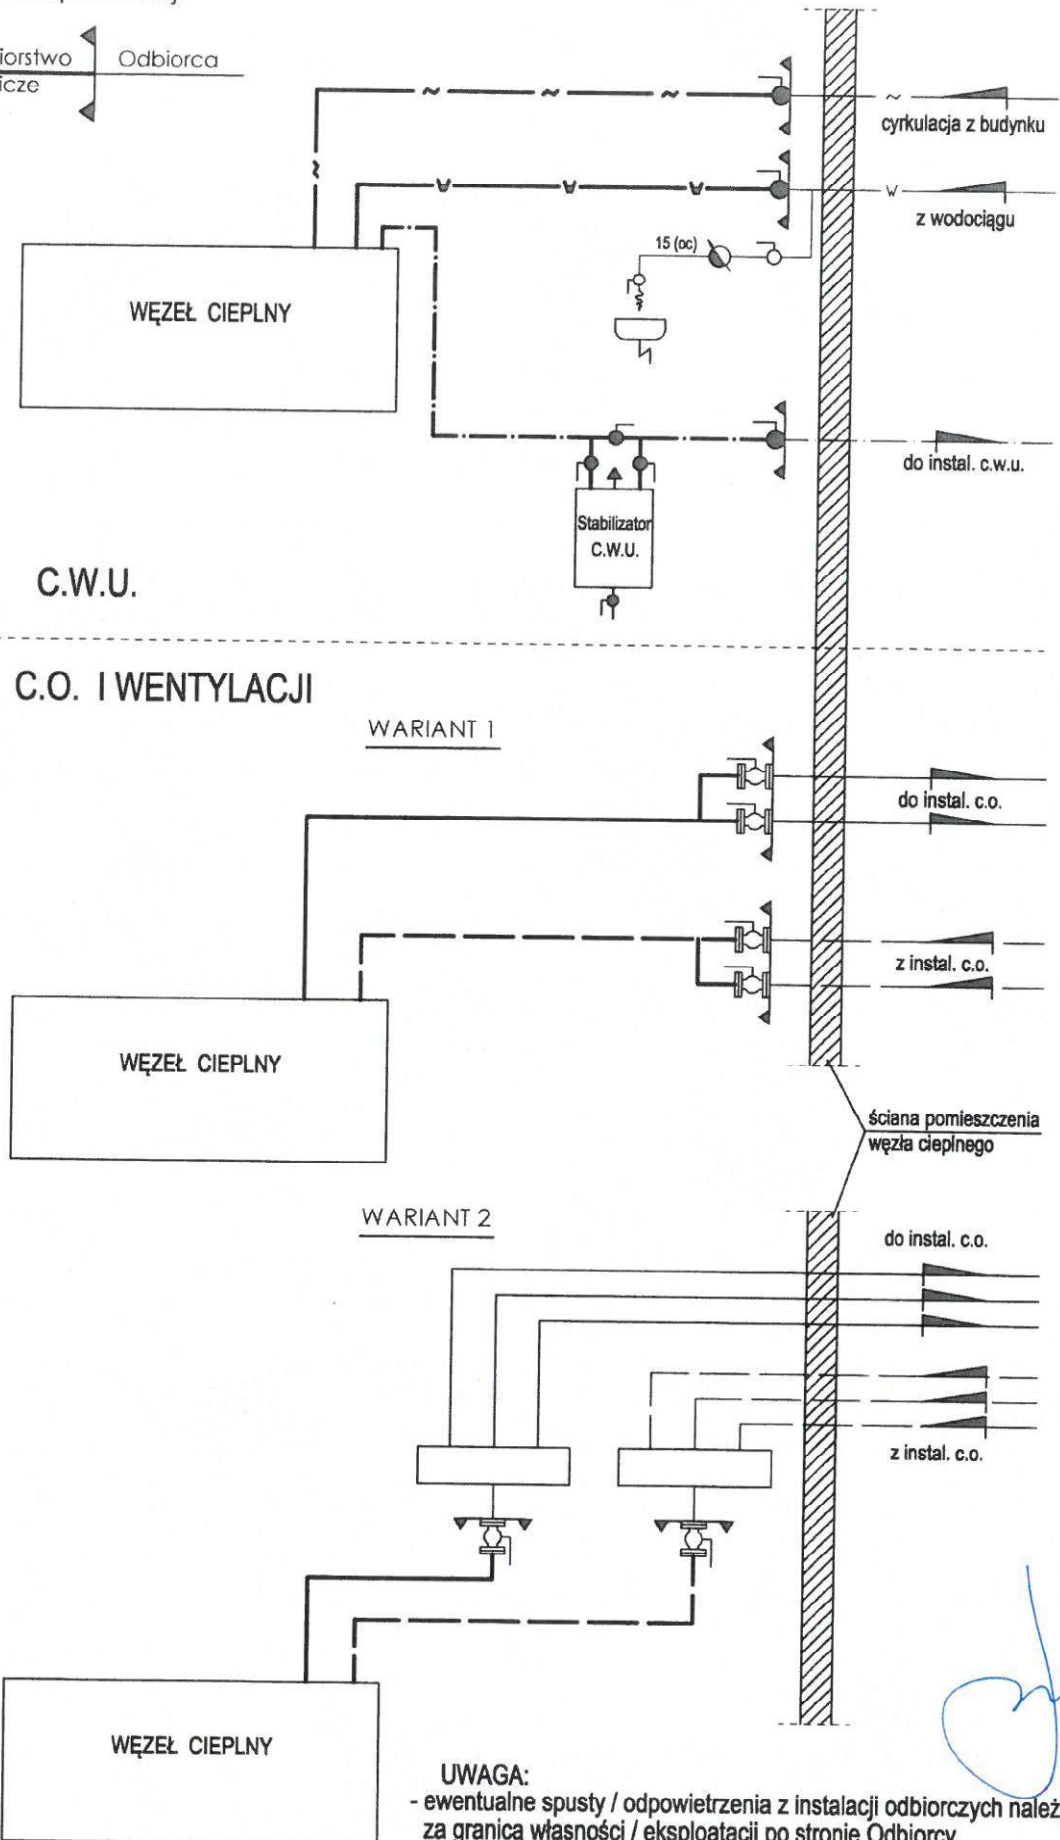 iorstwo Odbiorca
icze
cyrkulacja z budynku
z wodociągu
15 (oc)
WĘZEŁ CIEPLNY
do instal. c.w.u.
Stabilizator
C.W.U.
C.W.U.
C.O. I WENTYLACJI
WARIANT 1
do instal. c.o.
z instal. c.o.
WĘZEŁ CIEPLNY
ściana pomieszczenia
węzła cieplnego
WARIANT 2
do instal. c.o.
z instal. c.o.
WĘZEŁ CIEPLNY
UWAGA:
- ewentualne spusty / odpowietrzenia z instalacji odbiorczych należ
za granicą własności / eksploatacji po stronie Odbiorcy